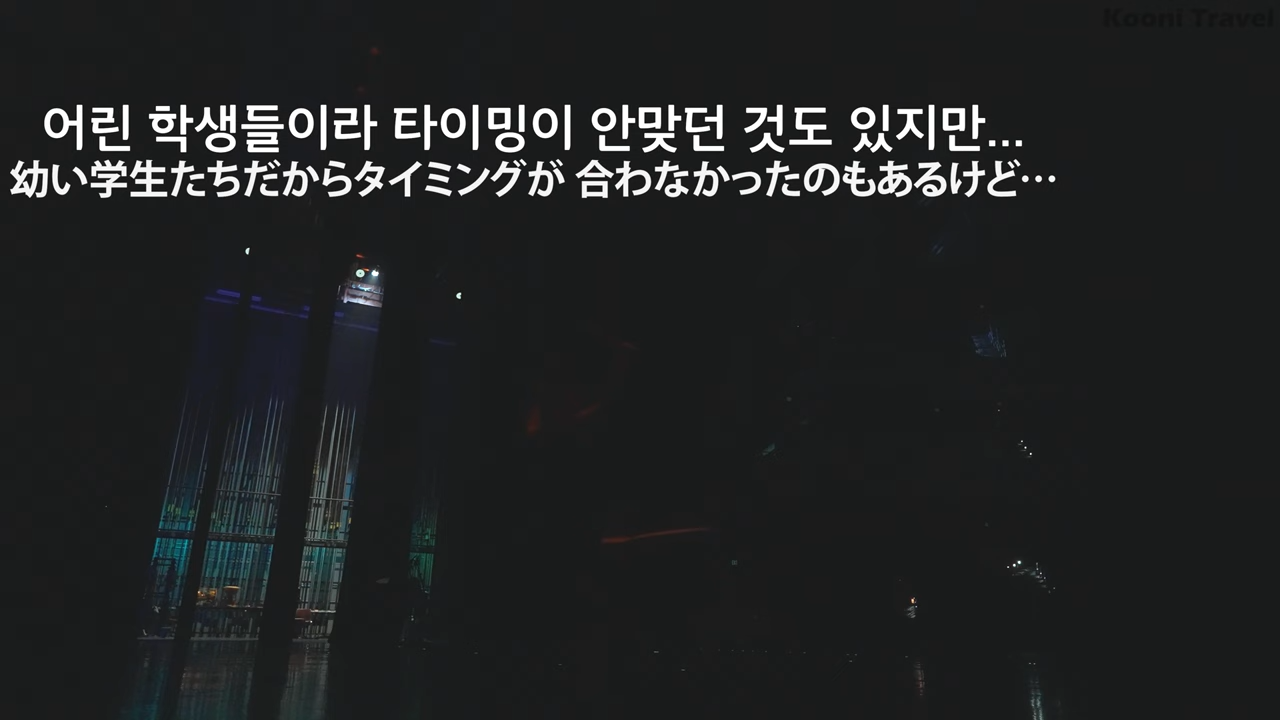 Kooni Travel
어린 학생들이라 타이밍이 안맞던 것도 있지만...
幼い学生たちだからタイミングが 合わなかったのもあるけど…